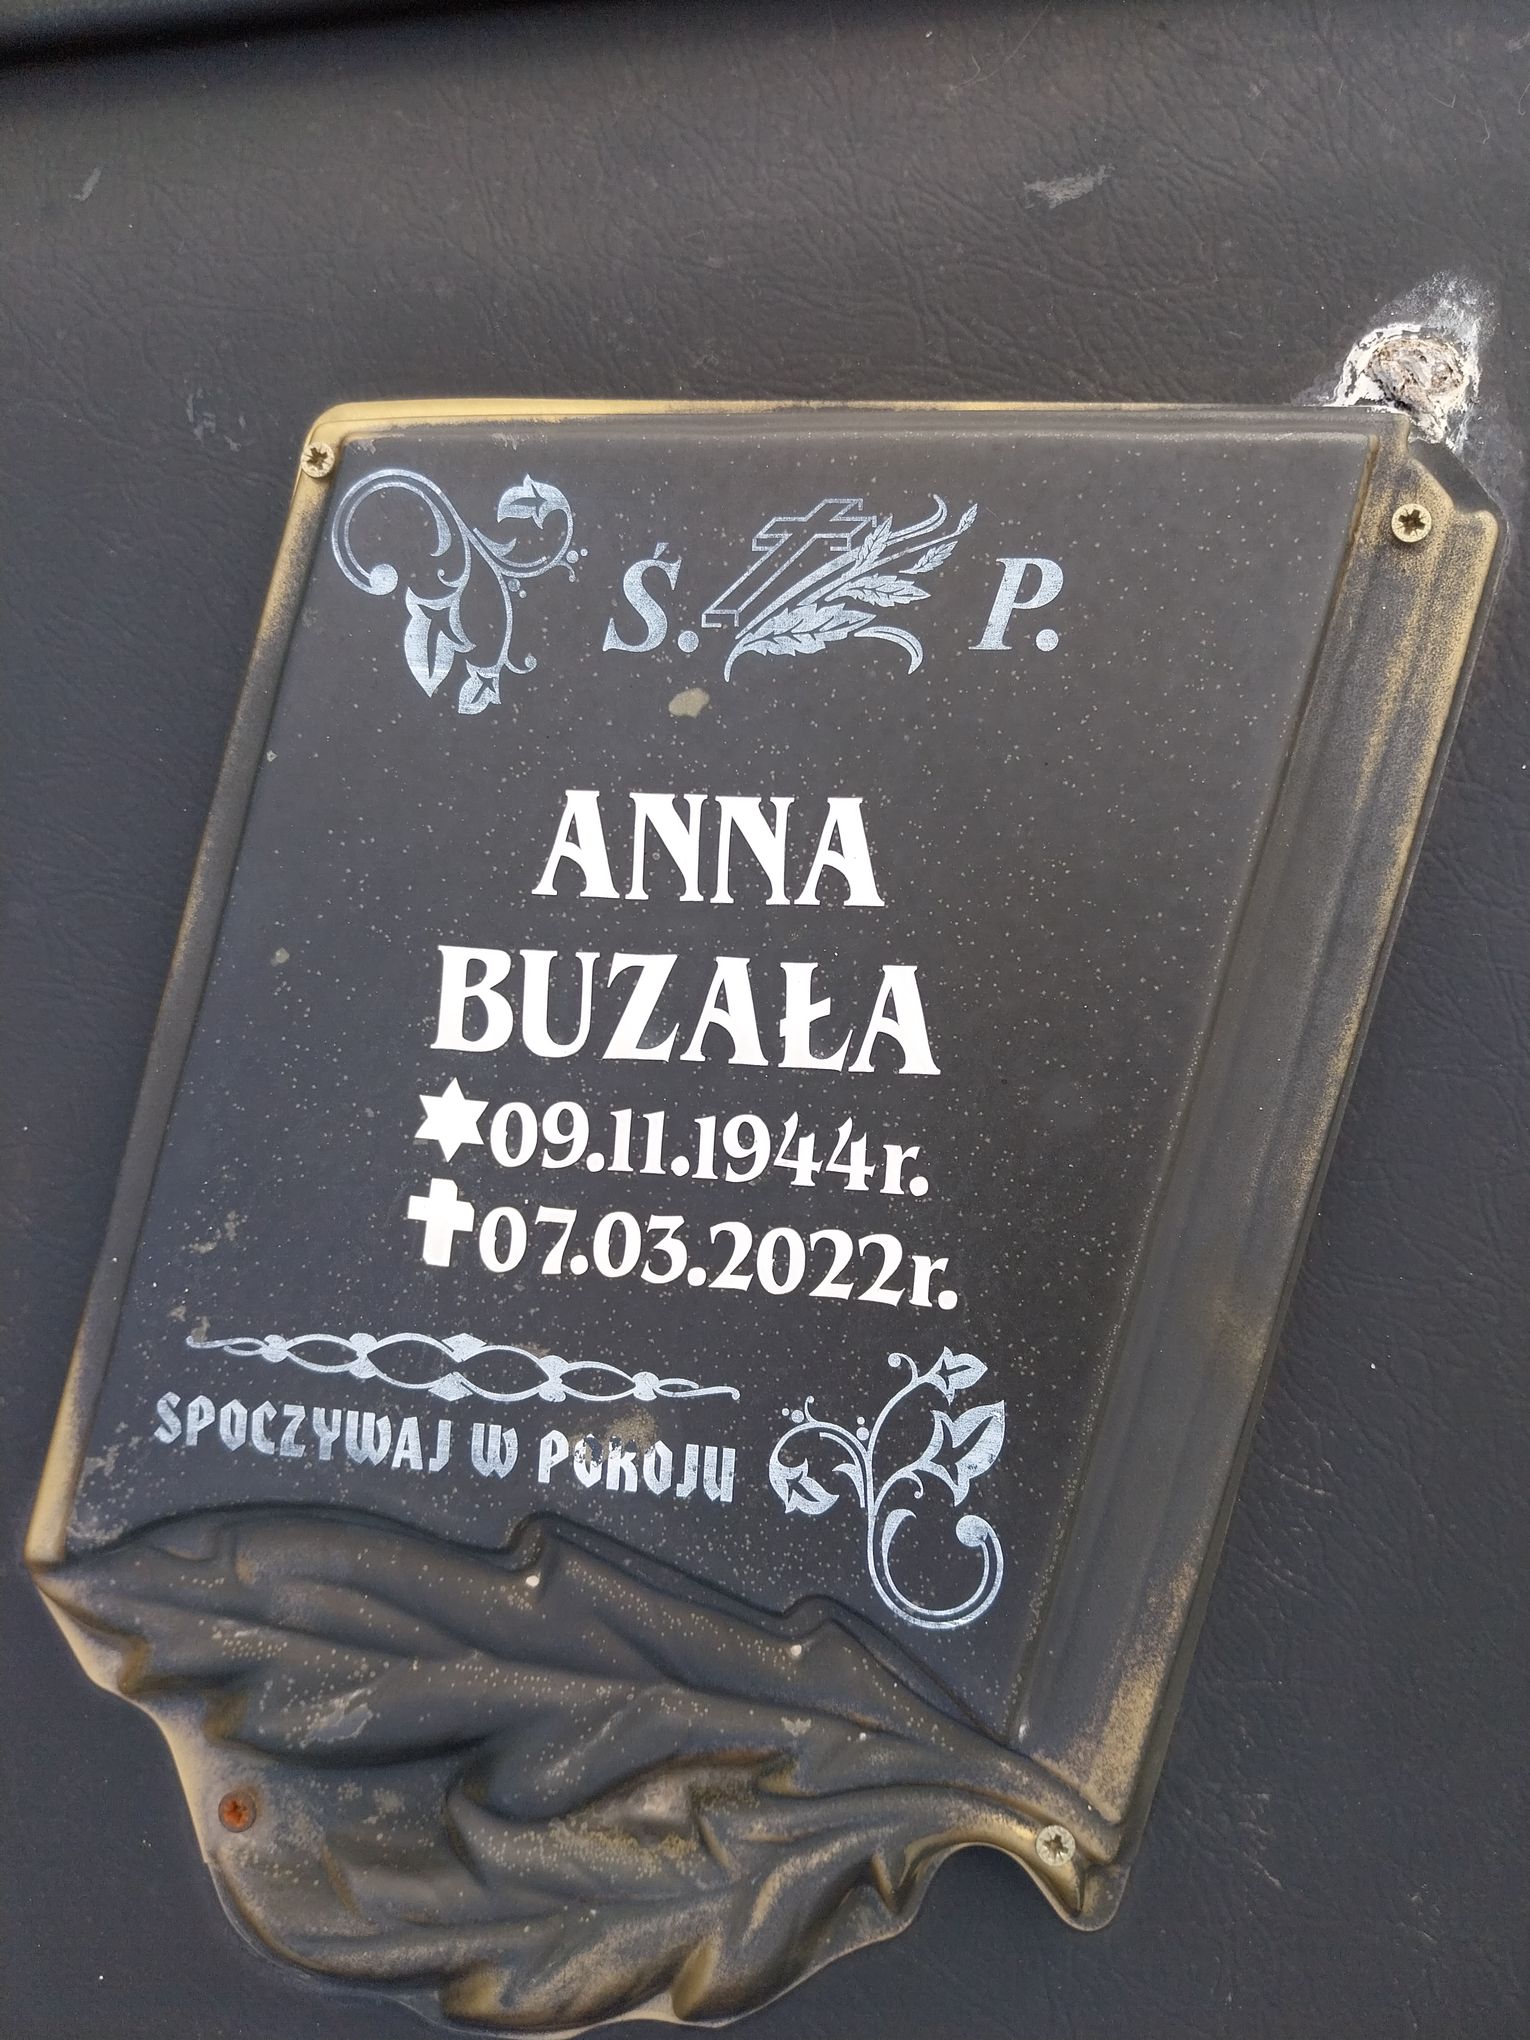 Ś. P.
ANNA
BUZAŁA
09.11.1944r.
07.03.2022r.
SPOCZYWAJ W POKOJU